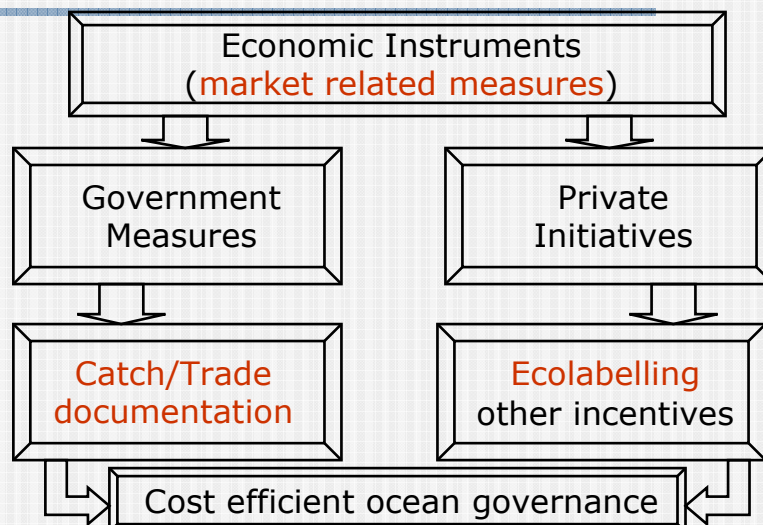 Economic Instruments
(market related measures)
Government
Measures
Private
Initiatives
Catch/Trade
documentation
Ecolabelling
other incentives
Cost efficient ocean governance